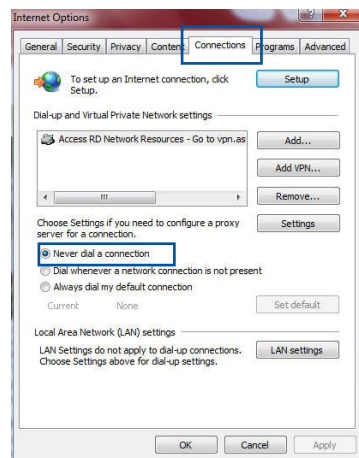 Internet Options
General Security Privacy Content Connections Programs Advanced
To set up an Internet connection, click
Setup.
Setup
Dial-up and Virtual Private Network settings
Access RD Network Resources - Go to vpn.as
Add...
Add VPN...
Remove...
Choose Settings if you need to configure a proxy
server for a connection.
Settings
Never dial a connection
Dial whenever a network connection is not present
Always dial my default connection
Current None
Set default
Local Area Network (LAN) settings
LAN Settings do not apply to dial-up connections.
Choose Settings above for dial-up settings.
LAN settings
OK Cancel Apply